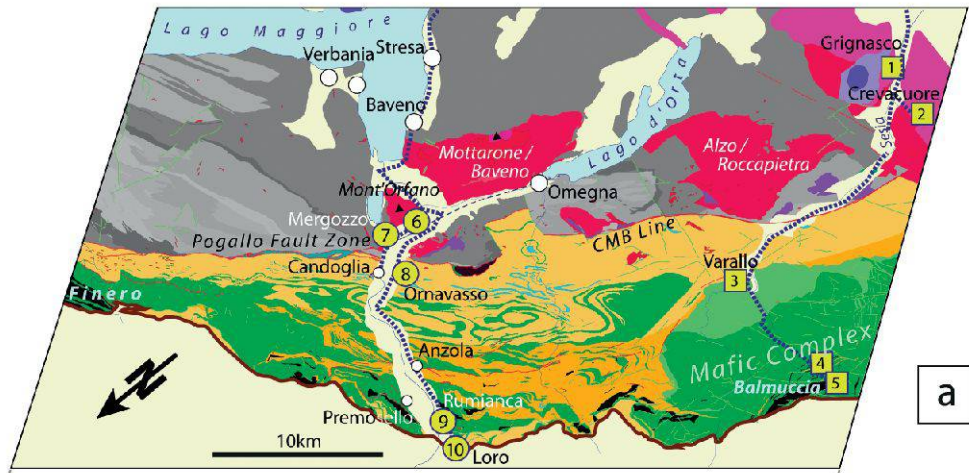 Lago Maggiore
Verbania
Stresa
Grignasco
1
Baveno
Crevacuore
2
Sesia
Lago d'Orta
Mottarone/
Baveno
Alzo/
Roccapietra
Mont'Orfano
Omegna
Mergozzo
6
7
Pogallo Fault Zone
CMB Line
Candoglia
8
Varallo
3
Ornavasso
Finero
Mafic Complex
Anzola
4
Balmuccia
5
a
N
Rumianca
Premosello
9
10km
10
Loro